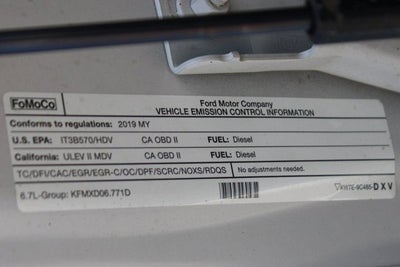 FoMoCo
Ford Motor Company
VEHICLE EMISSION CONTROL INFORMATION
Conforms to regulations: 2019 MY
U.S. EPA: IT3B570/HDV CA OBD II FUEL: Diesel
California: ULEV II MDV CA OBD II FUEL: Diesel
TC/DFI/CAC/EGR/EGR-C/OC/DPF/SCRC/NOXS/RDQS No adjustments needed.
6.7L-Group: KFMXD06.771D DXV